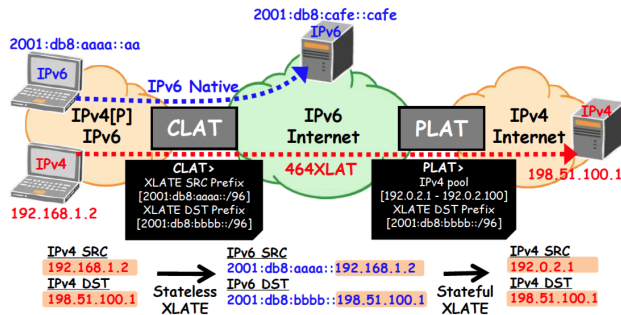 2001:db8:cafe::cafe
2001:db8:aaaa::aa
IPv6
IPv6
IPv6 Native
IPv4[P]
IPv6
CLAT
IPv6
Internet
PLAT
IPv4
Internet
IPv4
IPv4
464XLAT
198.51.100.1
192.168.1.2
CLAT>
XLATE SRC Prefix
[2001:db8:aaaa::/96]
XLATE DST Prefix
[2001:db8:bbbb::/96]
PLAT>
IPv4 pool
[192.0.2.1 - 192.0.2.100]
XLATE DST Prefix
[2001:db8:bbbb::/96]
IPv4 SRC
192.168.1.2
IPv4 DST
198.51.100.1
Stateless
XLATE
IPv6 SRC
2001:db8:aaaa::192.168.1.2
IPv6 DST
2001:db8:bbbb::198.51.100.1
Stateful
XLATE
IPv4 SRC
192.0.2.1
IPv4 DST
198.51.100.1